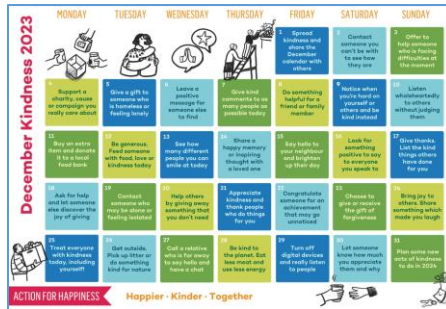 December Kindness 2023
MONDAY TUESDAY WEDNESDAY THURSDAY FRIDAY SATURDAY SUNDAY
1 Spread
kindness and
share the
December
calendar with
others
2 Contact
someone you
can't be with
to see how
they are
3 Offer to
help someone
who is facing
difficulties at
the moment
4 Support a
charity, cause
or campaign you
really care about
5 Give a gift to
someone who
is homeless or
feeling lonely
6 Leave a
positive
message for
someone else
to find
7 Give kind
comments to as
many people as
possible today
8 Do something
helpful for a
friend or family
member
9 Notice when
you're hard on
yourself or
others and be
kind instead
10 Listen
wholeheartedly
to others
without judging
them
11 Buy an
extra item and
donate it to a
local food bank
12 Be generous.
Feed someone
with food, love or
kindness today
13 See how
many different
people you can
smile at today
14 Share a
happy memory
or inspiring
thought with
a loved one
15 Say hello to
your neighbour
and brighten
up their day
16 Look for
something
positive to say
to everyone
you speak to
17 Give thanks.
List the kind
things others
have done
for you
18 Ask for help
and let someone
else discover the
joy of giving
19 Contact
someone who
may be alone or
feeling isolated
20 Help others
by giving away
something that
you don't need
21 Appreciate
kindness and
thank people
who do things
for you
22 Congratulate
someone for an
achievement that
may go
unnoticed
23 Choose to
give or receive
the gift of
forgiveness
24 Bring joy to
others. Share
something which
made you laugh
25 Treat everyone
with kindness
today, including
yourself!
26 Get outside.
Pick up litter or
do something
kind for nature
27 Call a relative
who is far away
to say hello and
have a chat
28 Be kind to
the planet. Eat
less meat and
use less energy
29 Turn off
digital devices
and really listen
to people
30 Let someone
know how much
you appreciate
them and why
31 Plan some new
acts of kindness
to do in 2024
ACTION FOR HAPPINESS
Happier · Kinder · Together